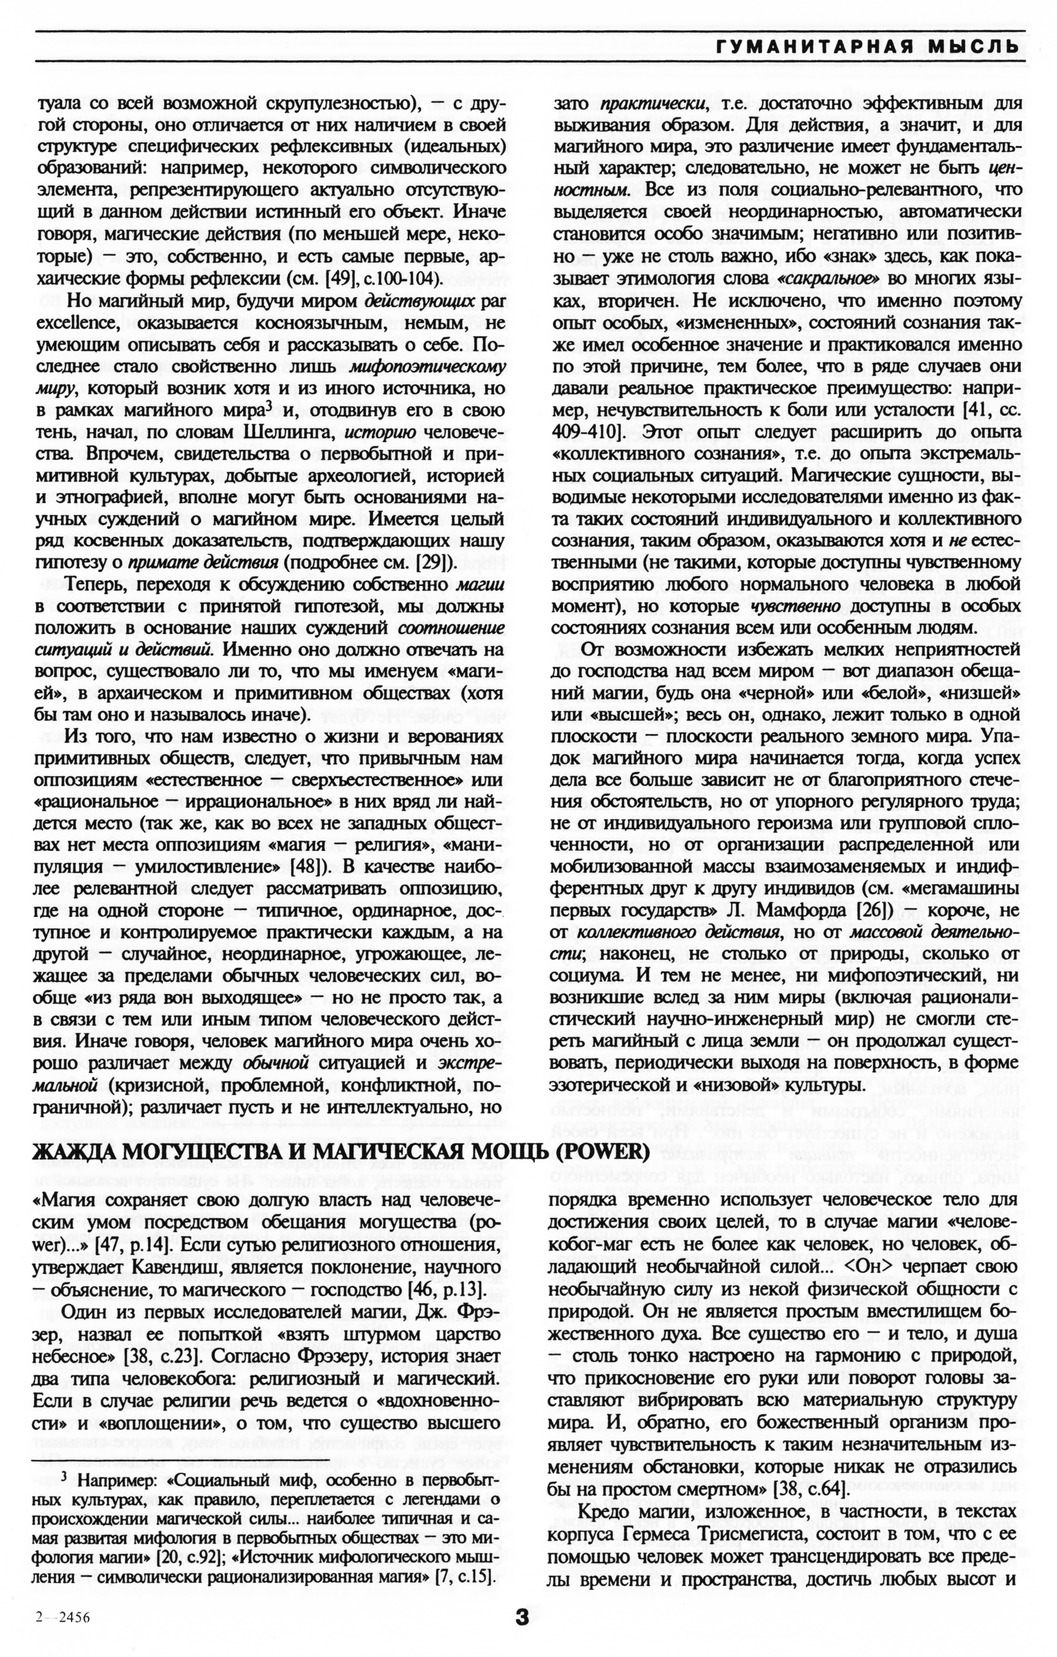 ГУМАНИТАРНАЯ МЫСЛЬ
туала со всей возможной скрупулезностью), — с дру-
гой стороны, оно отличается от них наличием в своей
структуре специфических рефлексивных (идеальных)
образований: например, некоторого символического
элемента, репрезентирующего актуально отсутствую-
щий в данном действии истинный его объект. Иначе
говоря, магические действия (по меньшей мере, неко-
торые) — это, собственно, и есть самые первые, ар-
хаические формы рефлексии (см. [49], с.100-104).
Но магийный мир, будучи миром действующих par
excellence, оказывается косноязычным, немым, не
умеющим описывать себя и рассказывать о себе. По-
следнее стало свойственно лишь мифопоэтическому
миру, который возник хотя и из иного источника, но
в рамках магийного мира³ и, отодвинув его в свою
тень, начал, по словам Шеллинга, историю человече-
ства. Впрочем, свидетельства о первобытной и при-
митивной культурах, добытые археологией, историей
и этнографией, вполне могут быть основаниями на-
учных суждений о магийном мире. Имеется целый
ряд косвенных доказательств, подтверждающих нашу
гипотезу о примате действия (подробнее см. [29]).
Теперь, переходя к обсуждению собственно магии
в соответствии с принятой гипотезой, мы должны
положить в основание наших суждений соотношение
ситуаций и действий. Именно оно должно отвечать на
вопрос, существовало ли то, что мы именуем «маги-
ей», в архаическом и примитивном обществах (хотя
бы там оно и называлось иначе).
Из того, что нам известно о жизни и верованиях
примитивных обществ, следует, что привычным нам
оппозициям «естественное — сверхъестественное» или
«рациональное — иррациональное» в них вряд ли най-
дется место (так же, как во всех не западных общест-
вах нет места оппозициям «магия — религия», «мани-
пуляция — умилостивление» [48]). В качестве наибо-
лее релевантной следует рассматривать оппозицию,
где на одной стороне — типичное, ординарное, дос-
тупное и контролируемое практически каждым, а на
другой — случайное, неординарное, угрожающее, ле-
жащее за пределами обычных человеческих сил, во-
обще «из ряда вон выходящее» — но не просто так, а
в связи с тем или иным типом человеческого дейст-
вия. Иначе говоря, человек магийного мира очень хо-
рошо различает между обычной ситуацией и экстре-
мальной (кризисной, проблемной, конфликтной, по-
граничной); различает пусть и не интеллектуально, но
зато практически, т.е. достаточно эффективным для
выживания образом. Для действия, а значит, и для
магийного мира, это различение имеет фундаменталь-
ный характер; следовательно, не может не быть цен-
ностным. Все из поля социально-релевантного, что
выделяется своей неординарностью, автоматически
становится особо значимым; негативно или позитив-
но — уже не столь важно, ибо «знак» здесь, как пока-
зывает этимология слова «сакральное» во многих язы-
ках, вторичен. Не исключено, что именно поэтому
опыт особых, «измененных», состояний сознания так-
же имел особенное значение и практиковался именно
по этой причине, тем более, что в ряде случаев они
давали реальное практическое преимущество: напри-
мер, нечувствительность к боли или усталости [41, сс.
409-410]. Этот опыт следует расширить до опыта
«коллективного сознания», т.е. до опыта экстремаль-
ных социальных ситуаций. Магические сущности, вы-
водимые некоторыми исследователями именно из фак-
та таких состояний индивидуального и коллективного
сознания, таким образом, оказываются хотя и не естес-
твенными (не такими, которые доступны чувственному
восприятию любого нормального человека в любой
момент), но которые чувственно доступны в особых
состояниях сознания всем или особенным людям.
От возможности избежать мелких неприятностей
до господства над всем миром — вот диапазон обеща-
ний магии, будь она «черной» или «белой», «низшей»
или «высшей»; весь он, однако, лежит только в одной
плоскости — плоскости реального земного мира. Упа-
док магийного мира начинается тогда, когда успех
дела все больше зависит не от благоприятного стече-
ния обстоятельств, но от упорного регулярного труда;
не от индивидуального героизма или групповой спло-
ченности, но от организации распределенной или
мобилизованной массы взаимозаменяемых и индиф-
ферентных друг к другу индивидов (см. «мегамашины
первых государств» Л. Мамфорда [26]) — короче, не
от коллективного действия, но от массовой деятельно-
сти; наконец, не столько от природы, сколько от
социума. И тем не менее, ни мифопоэтический, ни
возникшие вслед за ним миры (включая рационали-
стический научно-инженерный мир) не смогли сте-
реть магийный с лица земли — он продолжал сущест-
вовать, периодически выходя на поверхность, в форме
эзотерической и «низовой» культуры.
ЖАЖДА МОГУЩЕСТВА И МАГИЧЕСКАЯ МОЩЬ (POWER)
«Магия сохраняет свою долгую власть над человече-
ским умом посредством обещания могущества (po-
wer)...» [47, p.14]. Если сутью религиозного отношения,
утверждает Кавендиш, является поклонение, научного
— объяснение, то магического — господство [46, p.13].
Один из первых исследователей магии, Дж. Фрэ-
зер, назвал ее попыткой «взять штурмом царство
небесное» [38, с.23]. Согласно Фрэзеру, история знает
два типа человекобога: религиозный и магический.
Если в случае религии речь ведется о «вдохновенно-
сти» и «воплощении», о том, что существо высшего
³ Например: «Социальный миф, особенно в первобыт-
ных культурах, как правило, переплетается с легендами о
происхождении магической силы... наиболее типичная и са-
мая развитая мифология в первобытных обществах — это ми-
фология магии» [20, с.92]; «Источник мифологического мыш-
ления — символически рационализированная магия» [7, с.15].
порядка временно использует человеческое тело для
достижения своих целей, то в случае магии «челове-
кобог-маг есть не более как человек, но человек, об-
ладающий необычайной силой... <Он> черпает свою
необычайную силу из некой физической общности с
природой. Он не является простым вместилищем бо-
жественного духа. Все существо его — и тело, и душа
— столь тонко настроено на гармонию с природой,
что прикосновение его руки или поворот головы за-
ставляют вибрировать всю материальную структуру
мира. И, обратно, его божественный организм про-
являет чувствительность к таким незначительным из-
менениям обстановки, которые никак не отразились
бы на простом смертном» [38, с.64].
Кредо магии, изложенное, в частности, в текстах
корпуса Гермеса Трисмегиста, состоит в том, что с ее
помощью человек может трансцендировать все преде-
лы времени и пространства, достичь любых высот и
2—2456
3